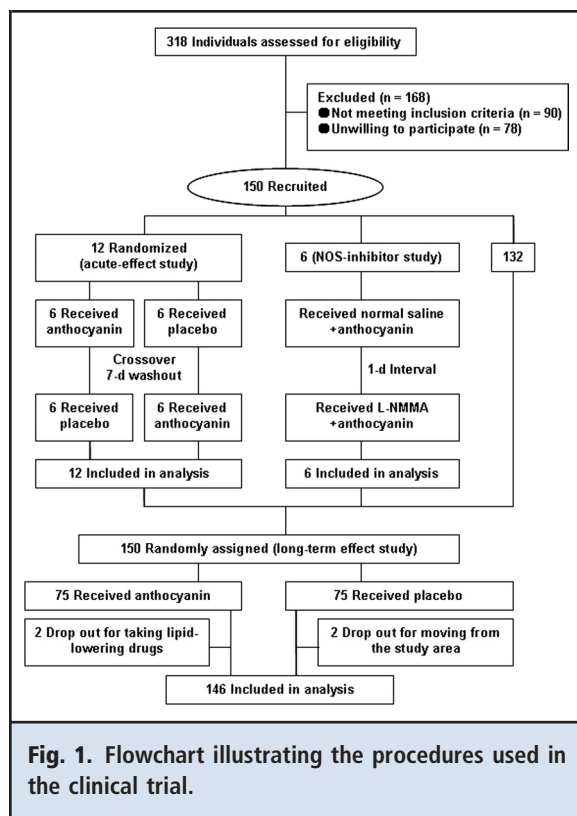 318 Individuals assessed for eligibility
Excluded (n = 168)
●Not meeting inclusion criteria (n = 90)
●Unwilling to participate (n = 78)
150 Recruited
12 Randomized
(acute-effect study)
6 (NOS-inhibitor study)
132
6 Received
anthocyanin
6 Received
placebo
Received normal saline
+anthocyanin
Crossover
7-d washout
1-d Interval
6 Received
placebo
6 Received
anthocyanin
Received L-NMMA
+anthocyanin
12 Included in analysis
6 Included in analysis
150 Randomly assigned (long-term effect study)
75 Received anthocyanin
75 Received placebo
2 Drop out for taking lipid-
lowering drugs
2 Drop out for moving from
the study area
146 Included in analysis
Fig. 1. Flowchart illustrating the procedures used in
the clinical trial.